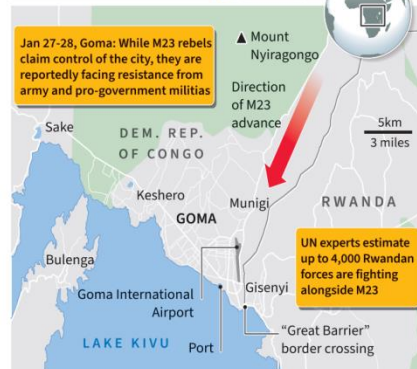 Jan 27-28, Goma: While M23 rebels
claim control of the city, they are
reportedly facing resistance from
army and pro-government militias
Mount
Nyiragongo
Direction
of M23
advance
5km
3 miles
Sake
DEM. REP.
OF CONGO
Keshero
Munigi
RWANDA
GOMA
UN experts estimate
up to 4,000 Rwandan
forces are fighting
alongside M23
Bulenga
Gisenyi
Goma International
Airport
"Great Barrier"
border crossing
Port
LAKE KIVU